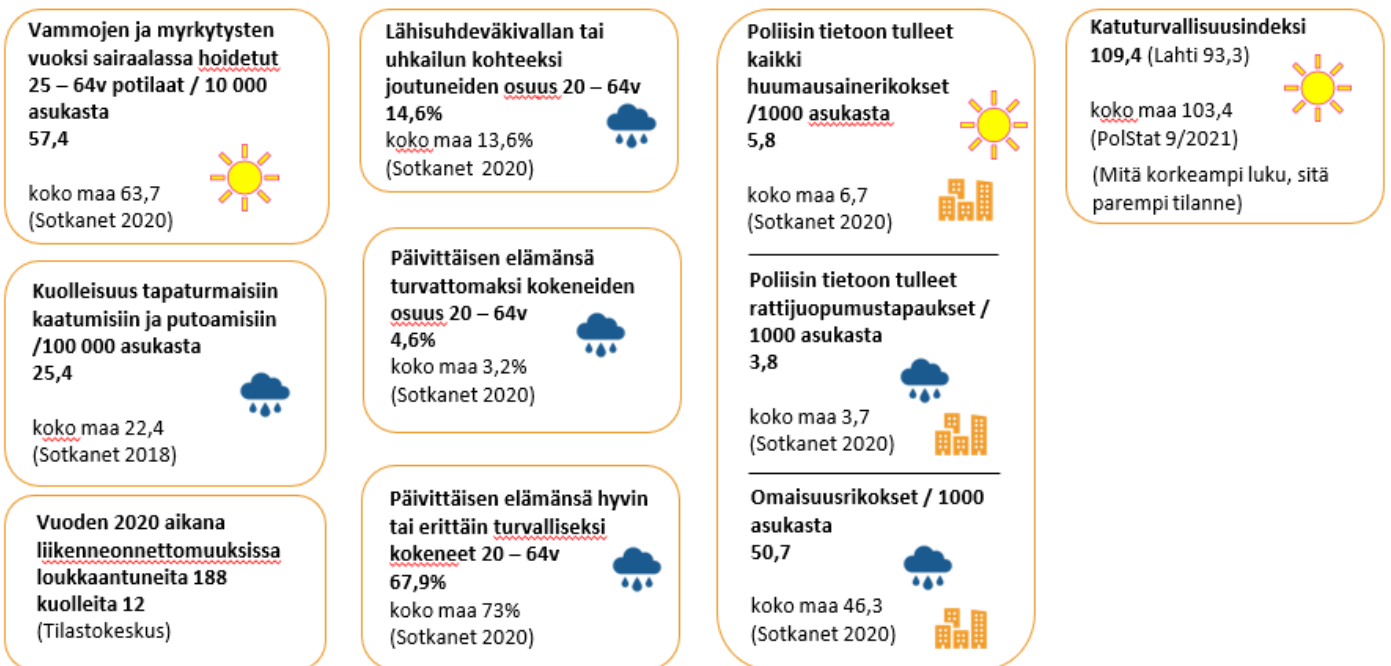 Vammojen ja myrkytysten
vuoksi sairaalassa hoidetut
25 – 64v potilaat / 10 000
asukasta
57,4
koko maa 63,7
(Sotkanet 2020)
Kuolleisuus tapaturmaisiin
kaatumisiin ja putoamisiin
/100 000 asukasta
25,4
koko maa 22,4
(Sotkanet 2018)
Vuoden 2020 aikana
liikenneonnettomuuksissa
loukkaantuneita 188
kuolleita 12
(Tilastokeskus)
Lähisuhdeväkivallan tai
uhkailun kohteeksi
joutuneiden osuus 20 – 64v
14,6%
koko maa 13,6%
(Sotkanet 2020)
Päivittäisen elämänsä
turvattomaksi kokeneiden
osuus 20 – 64v
4,6%
koko maa 3,2%
(Sotkanet 2020)
Päivittäisen elämänsä hyvin
tai erittäin turvalliseksi
kokeneet 20 – 64v
67,9%
koko maa 73%
(Sotkanet 2020)
Poliisin tietoon tulleet
kaikki
huumausainerikokset
/1000 asukasta
5,8
koko maa 6,7
(Sotkanet 2020)
Poliisin tietoon tulleet
rattijuopumustapaukset /
1000 asukasta
3,8
koko maa 3,7
(Sotkanet 2020)
Omaisuusrikokset / 1000
asukasta
50,7
koko maa 46,3
(Sotkanet 2020)
Katuturvallisuusindeksi
109,4 (Lahti 93,3)
koko maa 103,4
(PolStat 9/2021)
(Mitä korkeampi luku, sitä
parempi tilanne)